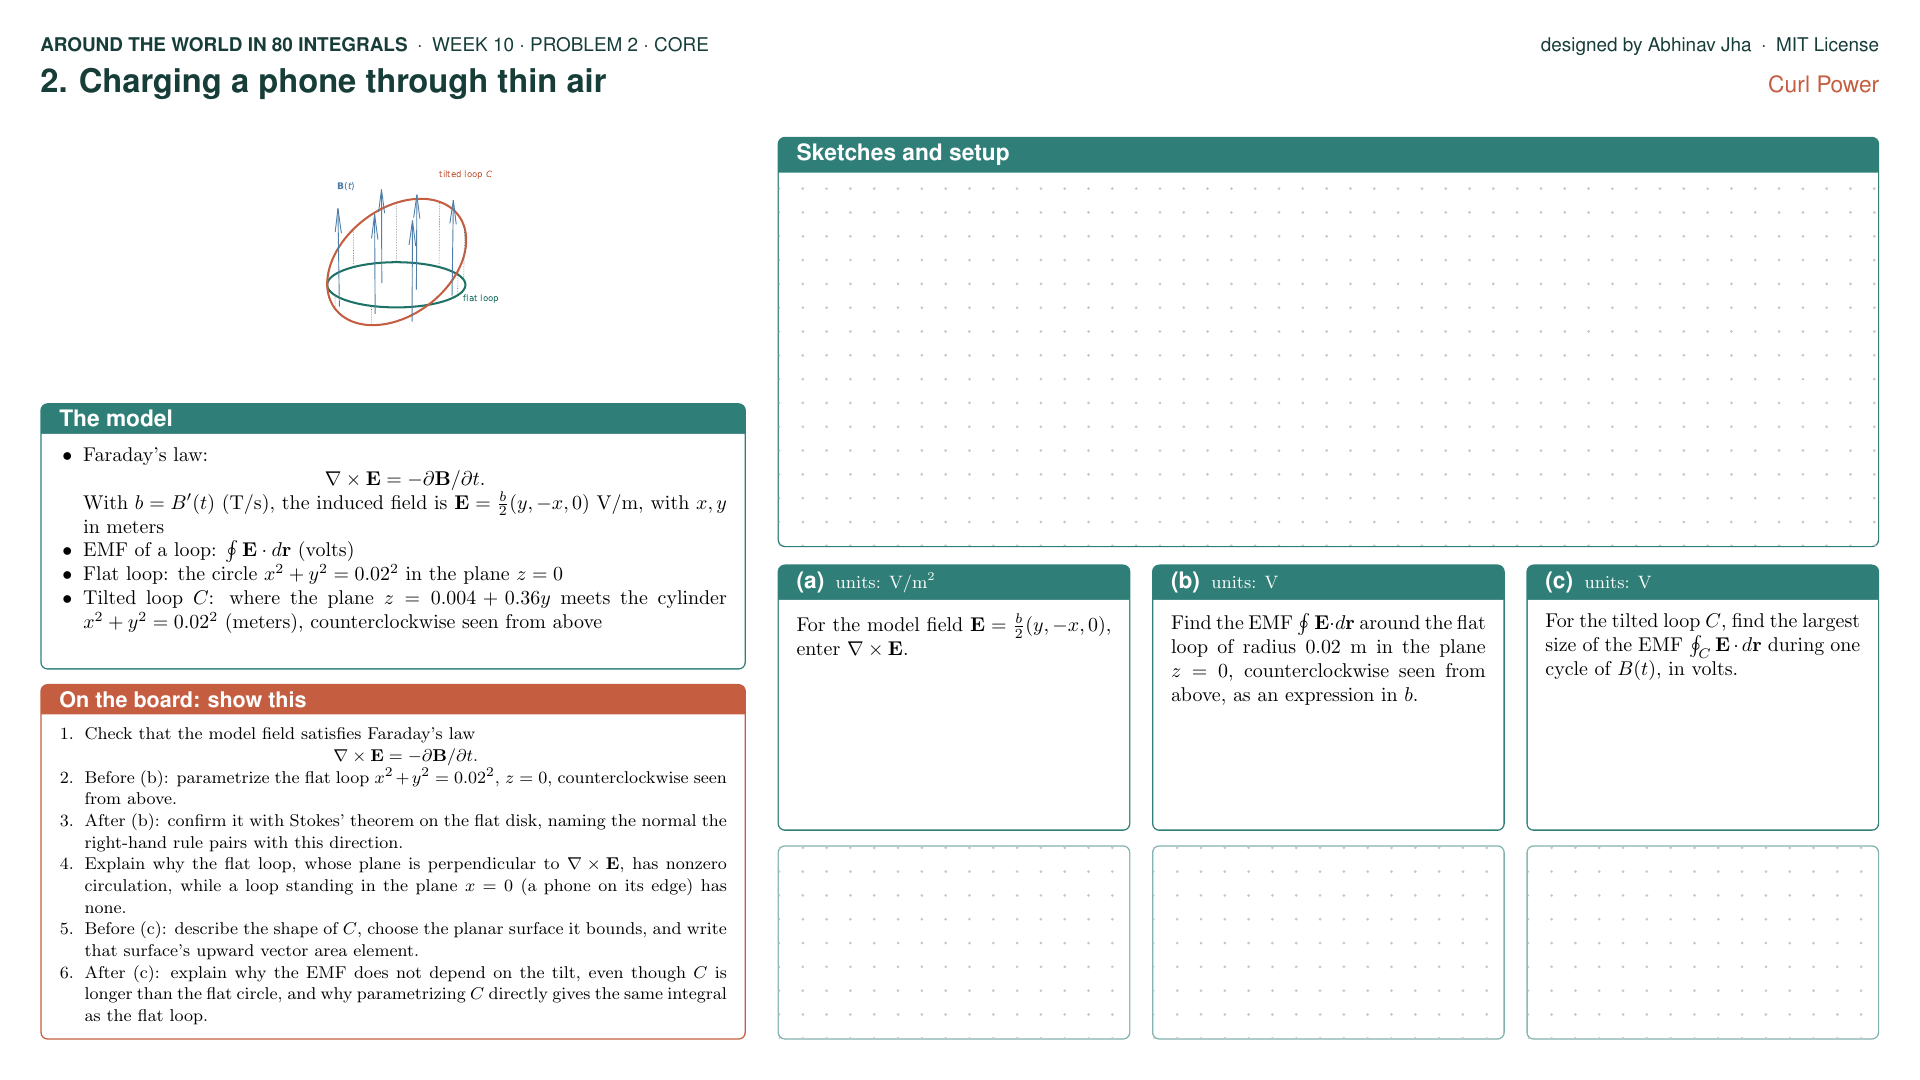 AROUND THE WORLD IN 80 INTEGRALS · WEEK 10 · PROBLEM 2 · CORE
designed by Abhinav Jha · MIT License
2. Charging a phone through thin air
Curl Power
B(t)
tilted loop C
flat loop
The model
• Faraday's law:
∇ × E = −∂B/∂t.
With b = B′(t) (T/s), the induced field is E = b/2(y, −x, 0) V/m, with x, y
in meters
• EMF of a loop: ∮ E · dr (volts)
• Flat loop: the circle x² + y² = 0.02² in the plane z = 0
• Tilted loop C: where the plane z = 0.004 + 0.36y meets the cylinder
x² + y² = 0.02² (meters), counterclockwise seen from above
On the board: show this
1. Check that the model field satisfies Faraday's law
∇ × E = −∂B/∂t.
2. Before (b): parametrize the flat loop x² + y² = 0.02², z = 0, counterclockwise seen
from above.
3. After (b): confirm it with Stokes' theorem on the flat disk, naming the normal the
right-hand rule pairs with this direction.
4. Explain why the flat loop, whose plane is perpendicular to ∇ × E, has nonzero
circulation, while a loop standing in the plane x = 0 (a phone on its edge) has
none.
5. Before (c): describe the shape of C, choose the planar surface it bounds, and write
that surface's upward vector area element.
6. After (c): explain why the EMF does not depend on the tilt, even though C is
longer than the flat circle, and why parametrizing C directly gives the same integral
as the flat loop.
Sketches and setup
(a) units: V/m²
For the model field E = b/2(y, −x, 0),
enter ∇ × E.
(b) units: V
Find the EMF ∮ E·dr around the flat
loop of radius 0.02 m in the plane
z = 0, counterclockwise seen from
above, as an expression in b.
(c) units: V
For the tilted loop C, find the largest
size of the EMF ∮_C E · dr during one
cycle of B(t), in volts.